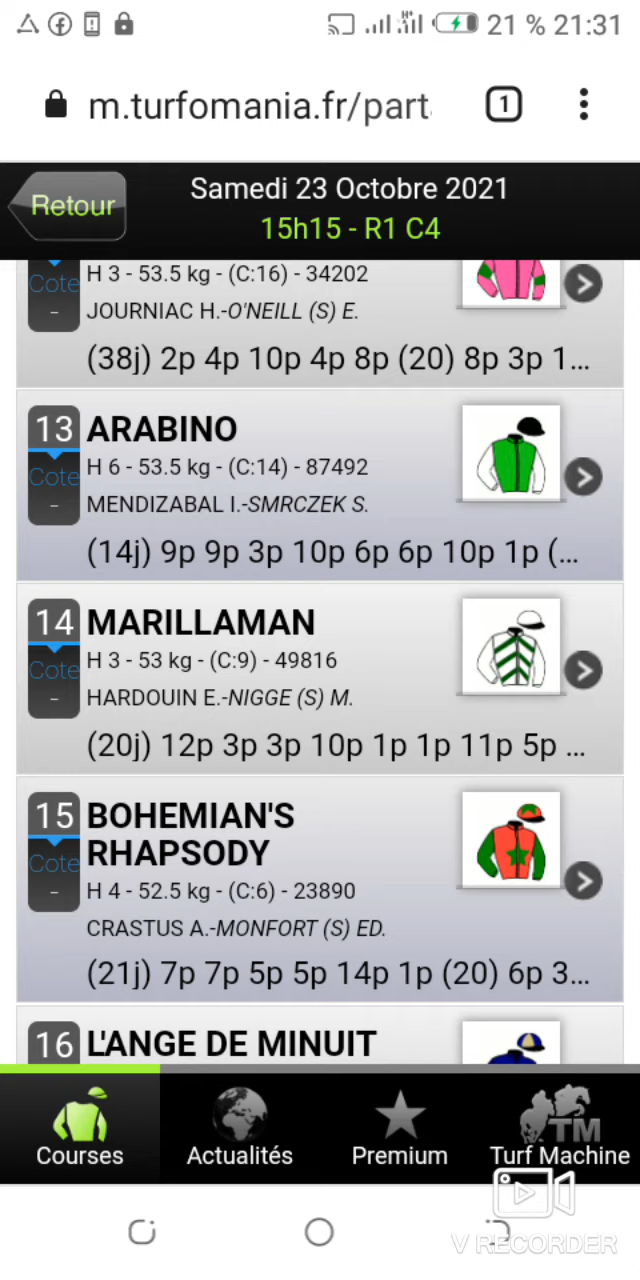 21 % 21:31
m.turfomania.fr/part.
1
Retour
Samedi 23 Octobre 2021
15h15 - R1 C4
Cote
-
H 3 - 53.5 kg - (C:16) - 34202
JOURNIAC H.-O'NEILL (S) E.
(38j) 2p 4p 10p 4p 8p (20) 8p 3p 1...
13
Cote
-
ARABINO
H 6 - 53.5 kg - (C:14) - 87492
MENDIZABAL I.-SMRCZEK S.
(14j) 9p 9p 3p 10p 6p 6p 10p 1p (...
14
Cote
-
MARILLAMAN
H 3 - 53 kg - (C:9) - 49816
HARDOUIN E.-NIGGE (S) M.
(20j) 12p 3p 3p 10p 1p 1p 11p 5p ...
15
Cote
-
BOHEMIAN'S
RHAPSODY
H 4 - 52.5 kg - (C:6) - 23890
CRASTUS A.-MONFORT (S) ED.
(21j) 7p 7p 5p 5p 14p 1p (20) 6p 3...
16
L'ANGE DE MINUIT
Courses
Actualités
Premium
TM
Turf Machine
V RECORDER